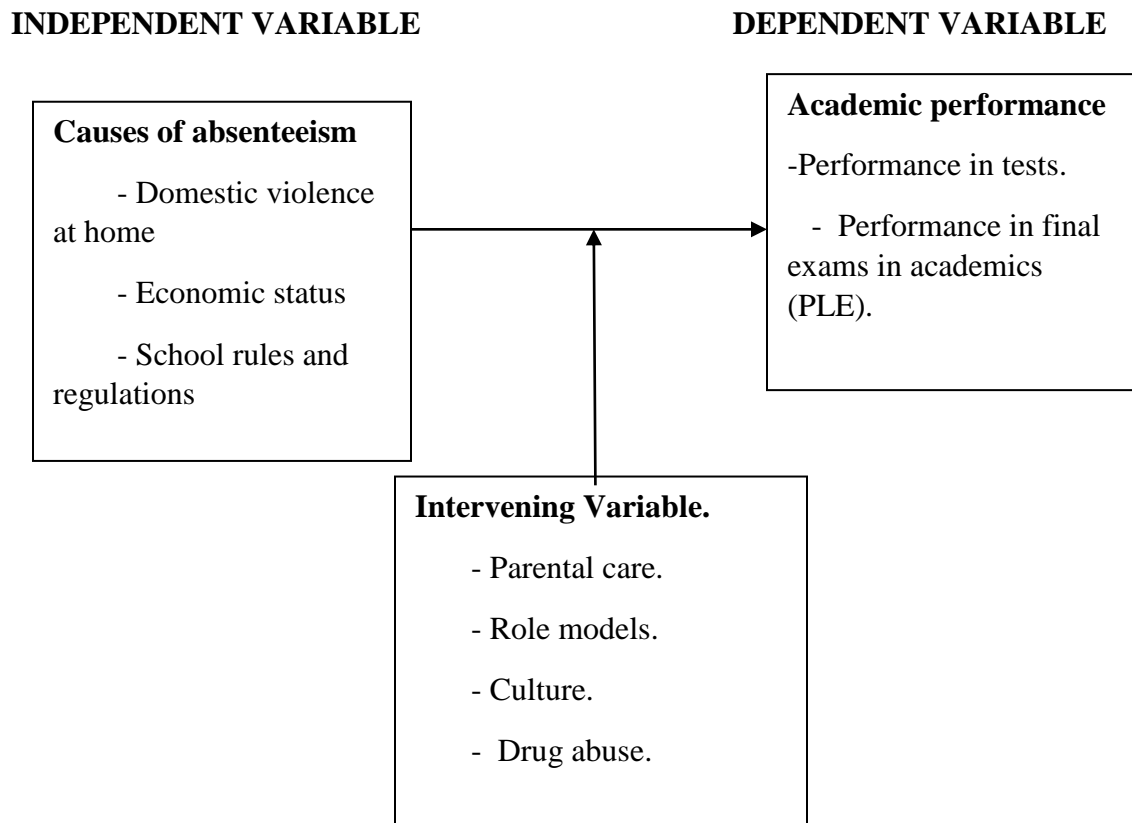 INDEPENDENT VARIABLE
DEPENDENT VARIABLE
Causes of absenteeism
- Domestic violence
at home
- Economic status
- School rules and
regulations
Academic performance
-Performance in tests.
- Performance in final
exams in academics
(PLE).
Intervening Variable.
- Parental care.
- Role models.
- Culture.
- Drug abuse.